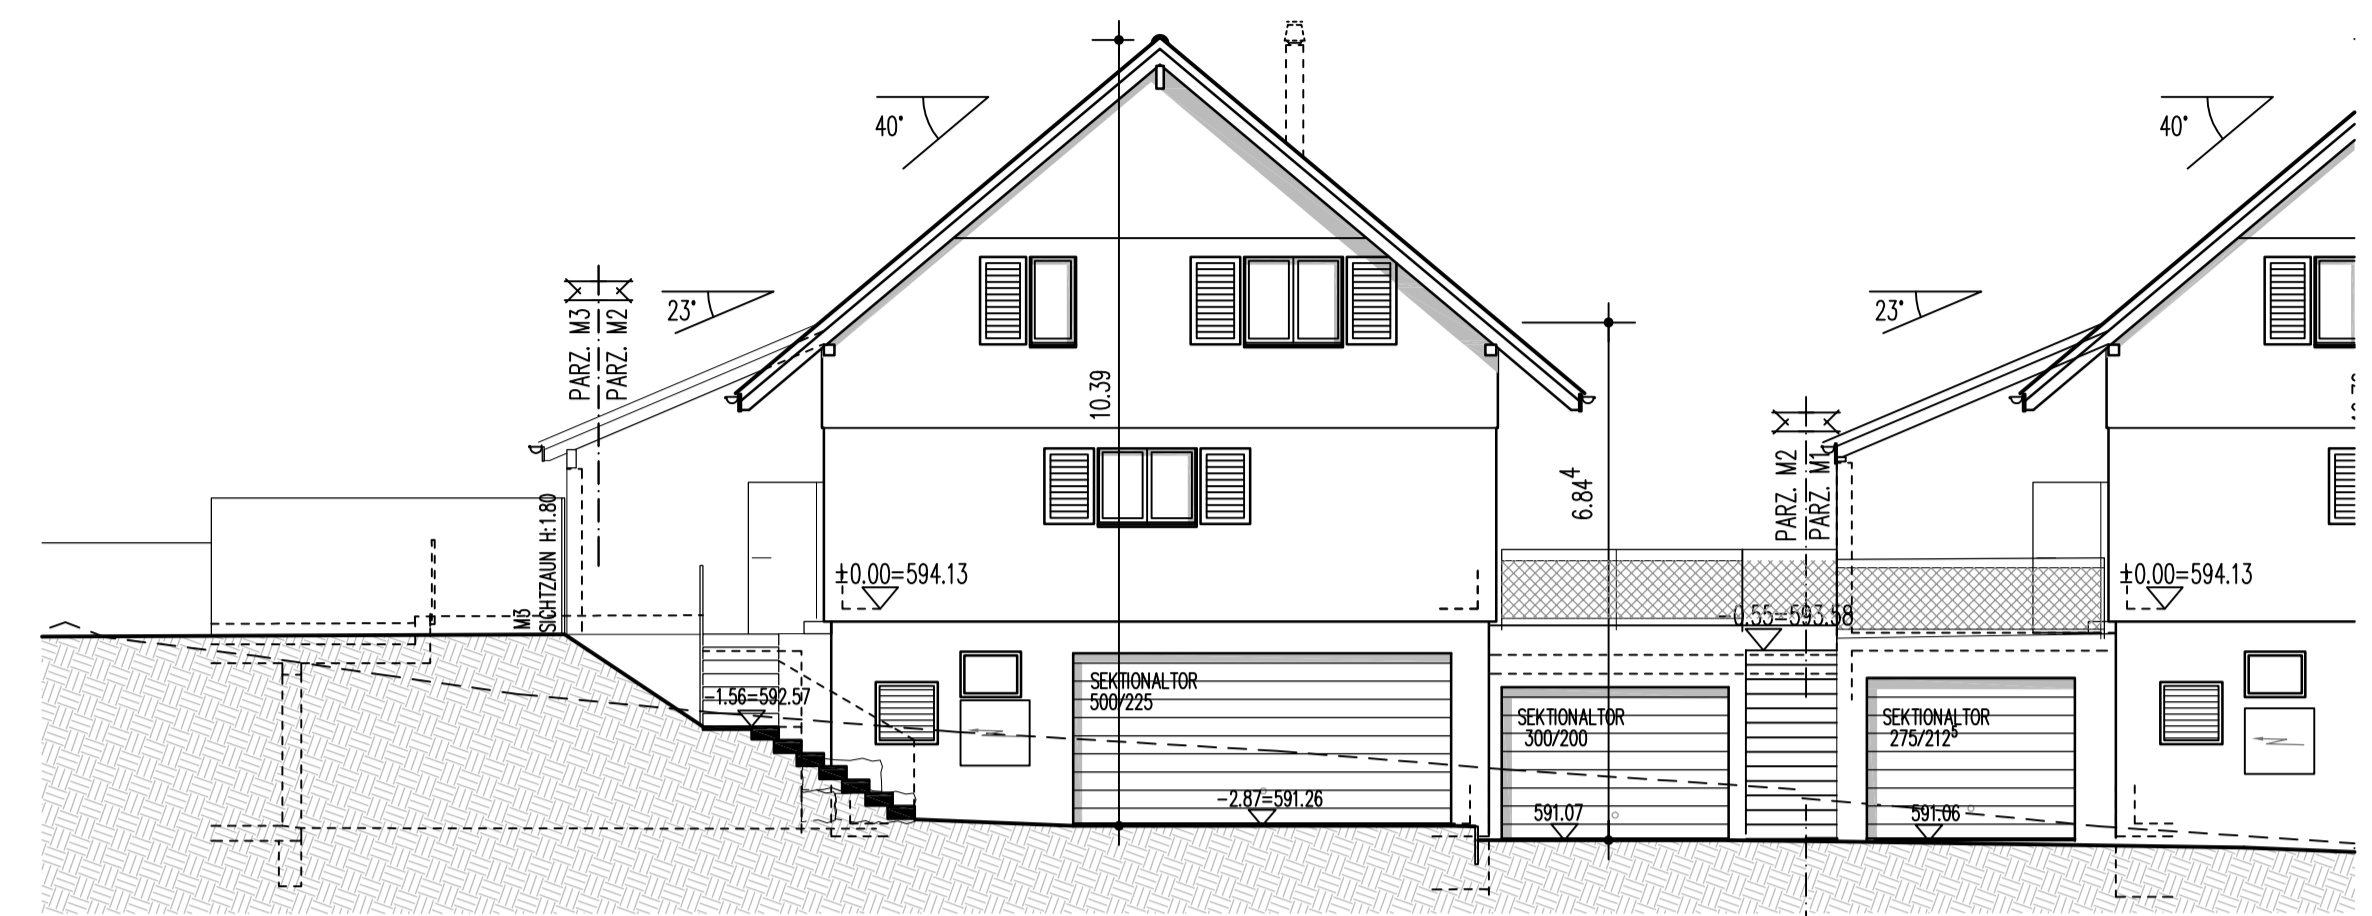 40°
40°
23°
23°
PARZ. M3
PARZ. M2
10.39
6.84⁴
PARZ. M2
PARZ. M1
M3
SICHTZAUN H:1.80
±0.00=594.13
±0.00=594.13
-0.55=593.58
-1.56=592.57
SEKTIONALTOR
500/225
SEKTIONALTOR
300/200
SEKTIONALTOR
275/212⁵
-2.87=591.26
591.07
591.06